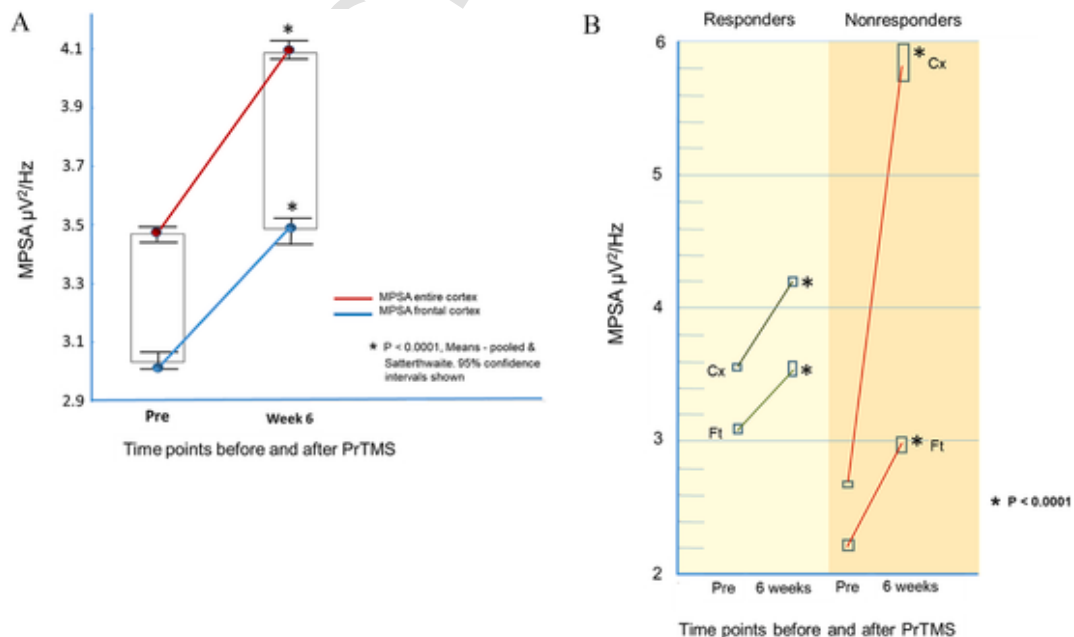 A
4.1
3.9
3.7
3.5
3.3
3.1
2.9
MPSA µV²/Hz
*
*
MPSA entire cortex
MPSA frontal cortex
* P < 0.0001, Means - pooled &
Satterthwaite. 95% confidence
intervals shown
Pre
Week 6
Time points before and after PrTMS
B
Responders
Nonresponders
6
5
4
3
2
MPSA µV²/Hz
* Cx
*
Cx
*
Ft
* Ft
* P < 0.0001
Pre
6 weeks
Pre
6 weeks
Time points before and after PrTMS